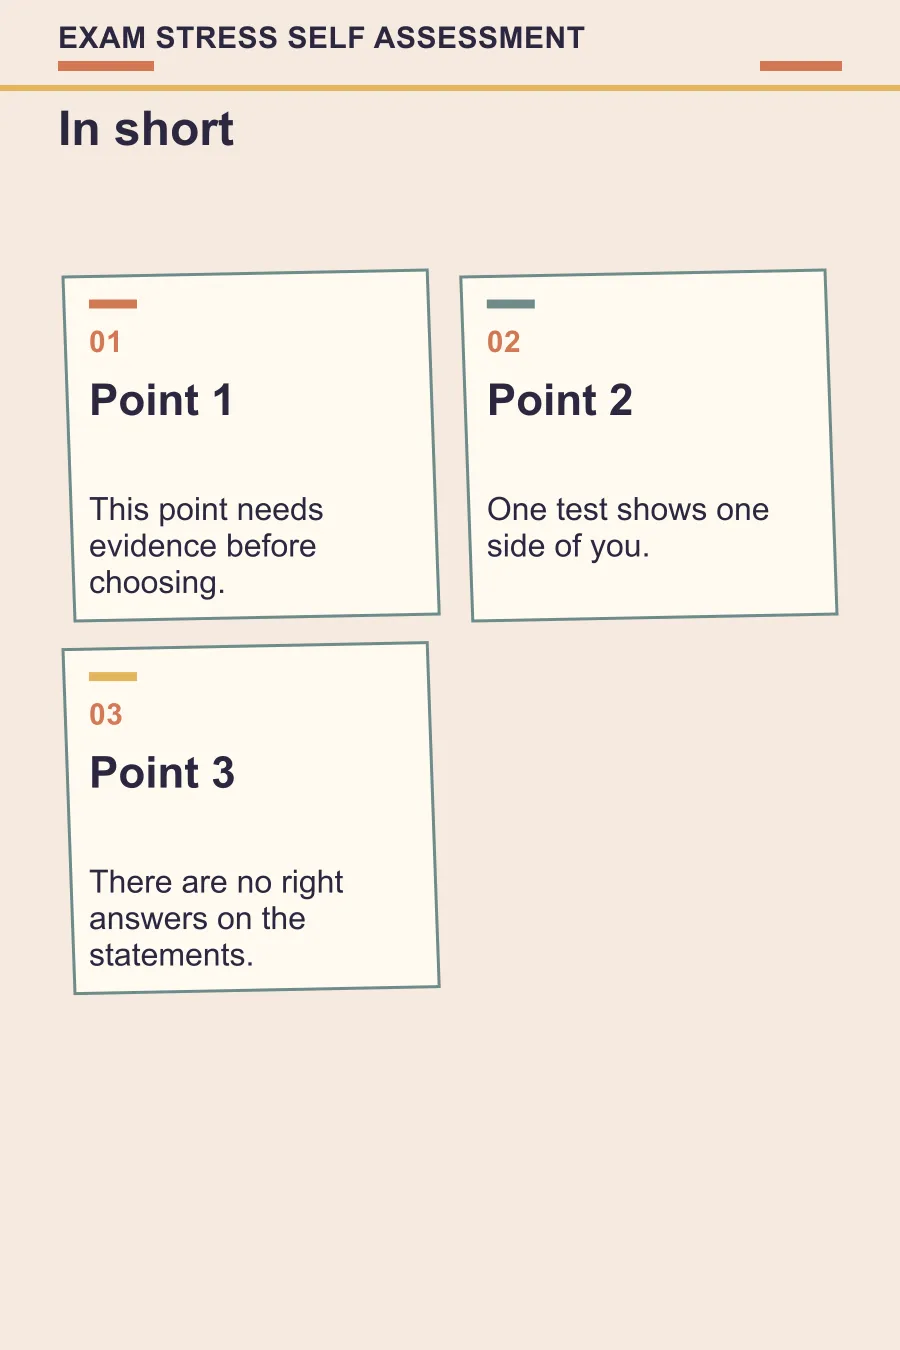 EXAM STRESS SELF ASSESSMENT
In short
01
Point 1
This point needs
evidence before
choosing.
02
Point 2
One test shows one
side of you.
03
Point 3
There are no right
answers on the
statements.